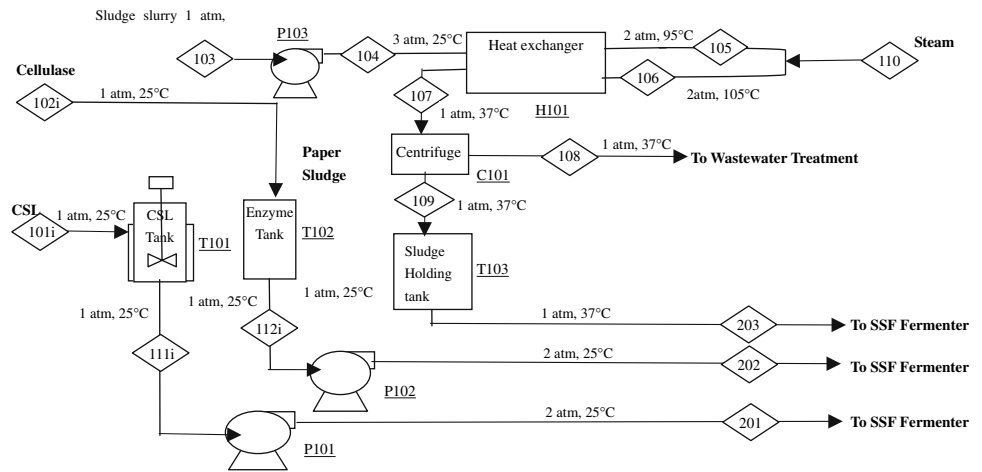 Sludge slurry 1 atm,
P103
103
104
3 atm, 25°C
Heat exchanger
H101
2 atm, 95°C
105
106
2atm, 105°C
Steam
110
Cellulase
102i
1 atm, 25°C
107
1 atm, 37°C
Centrifuge
C101
108
1 atm, 37°C
To Wastewater Treatment
Paper
Sludge
109
1 atm, 37°C
CSL
101i
1 atm, 25°C
CSL
Tank
T101
Enzyme
Tank
T102
Sludge
Holding
tank
T103
1 atm, 25°C
111i
1 atm, 25°C
112i
1 atm, 25°C
1 atm, 37°C
203
To SSF Fermenter
P102
2 atm, 25°C
202
To SSF Fermenter
P101
2 atm, 25°C
201
To SSF Fermenter